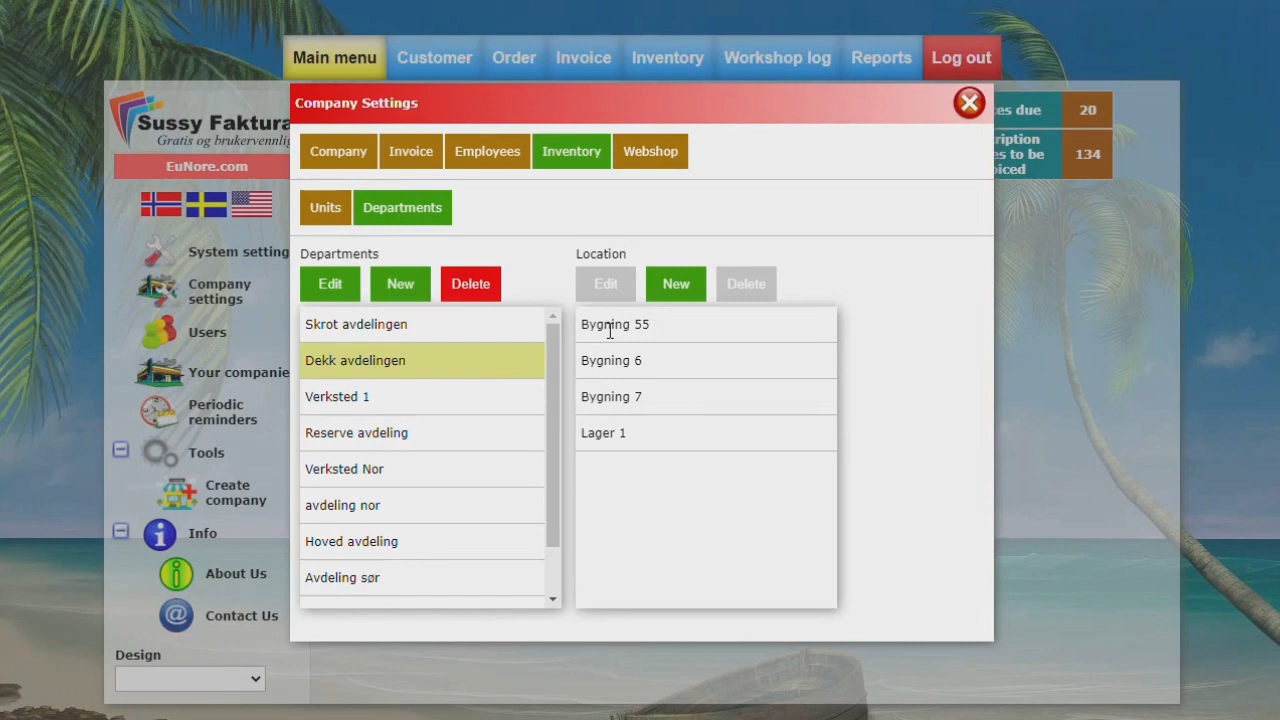 Main menu
Customer
Order
Invoice
Inventory
Workshop log
Reports
Log out
Sussy Faktura
Gratis og brukervennlig
EuNore.com
System setting
Company
settings
Users
Your companie
Periodic
reminders
Tools
Create
company
Info
About Us
Contact Us
Design
Company Settings
Company
Invoice
Employees
Inventory
Webshop
Units
Departments
Departments
Edit
New
Delete
Skrot avdelingen
Dekk avdelingen
Verksted 1
Reserve avdeling
Verksted Nor
avdeling nor
Hoved avdeling
Avdeling sør
Location
Edit
New
Delete
Bygning 55
Bygning 6
Bygning 7
Lager 1
es due
20
ription
es to be
oiced
134